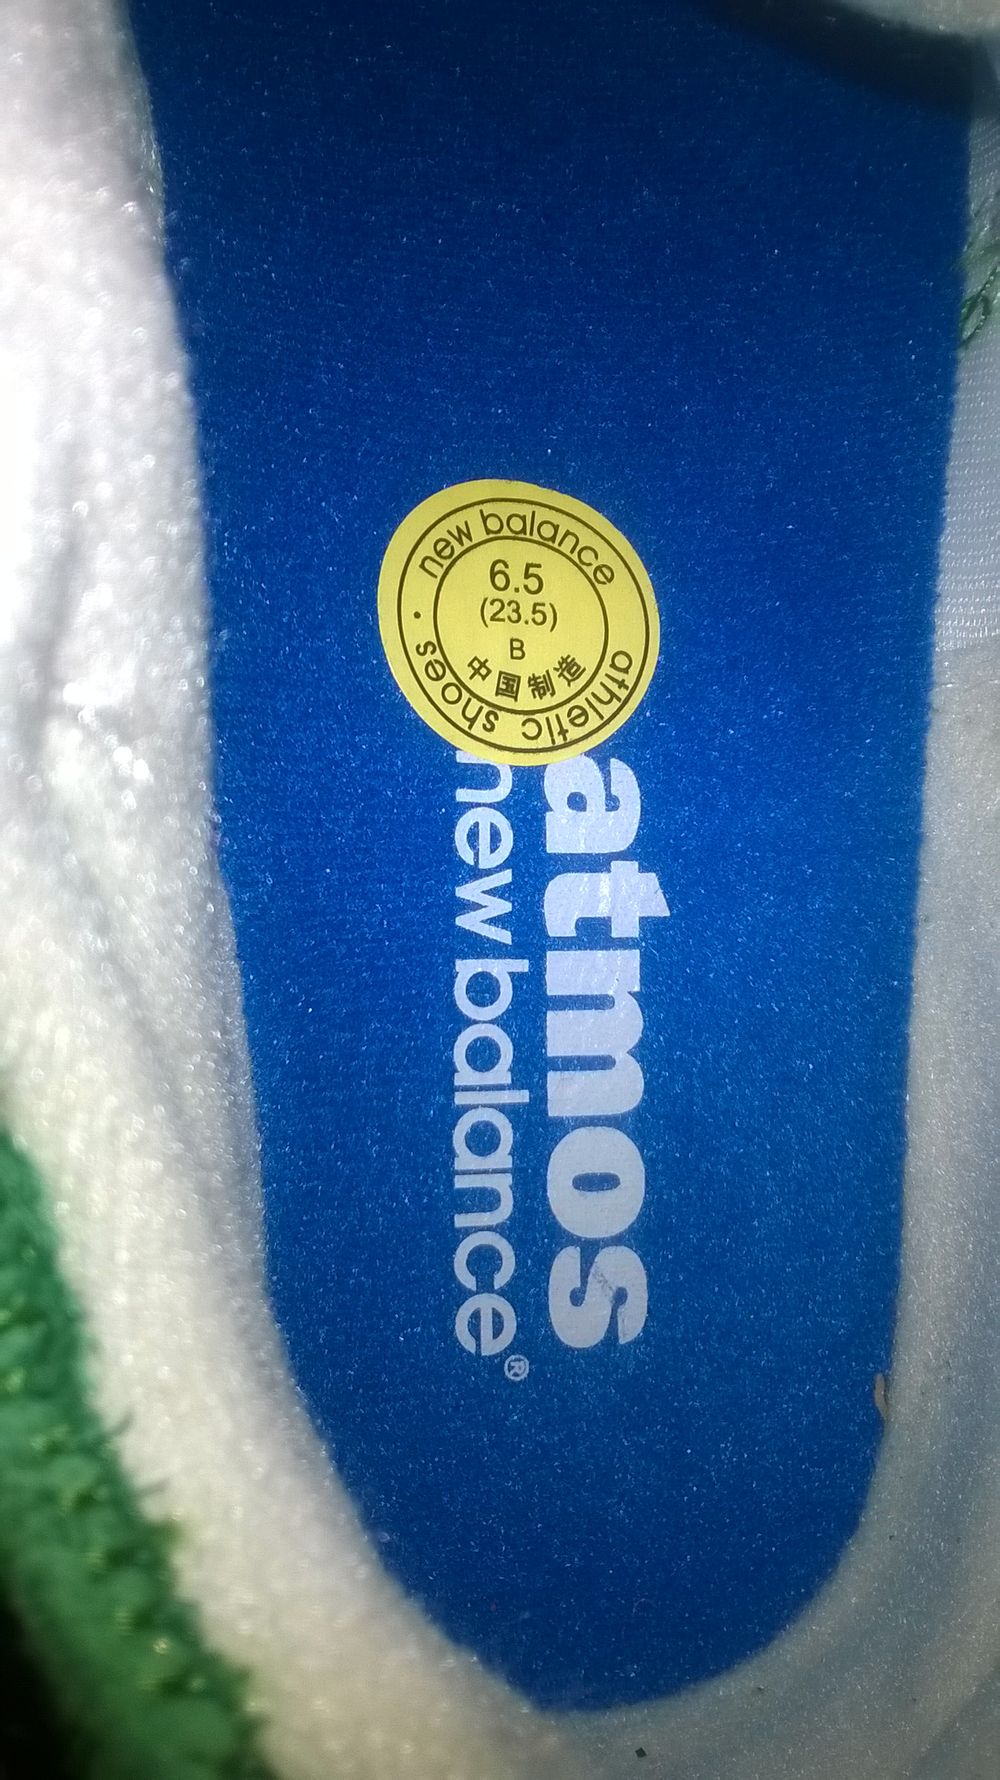 new balance
6.5
(23.5)
B
中国制造
athletic shoes
atmos
new balance®